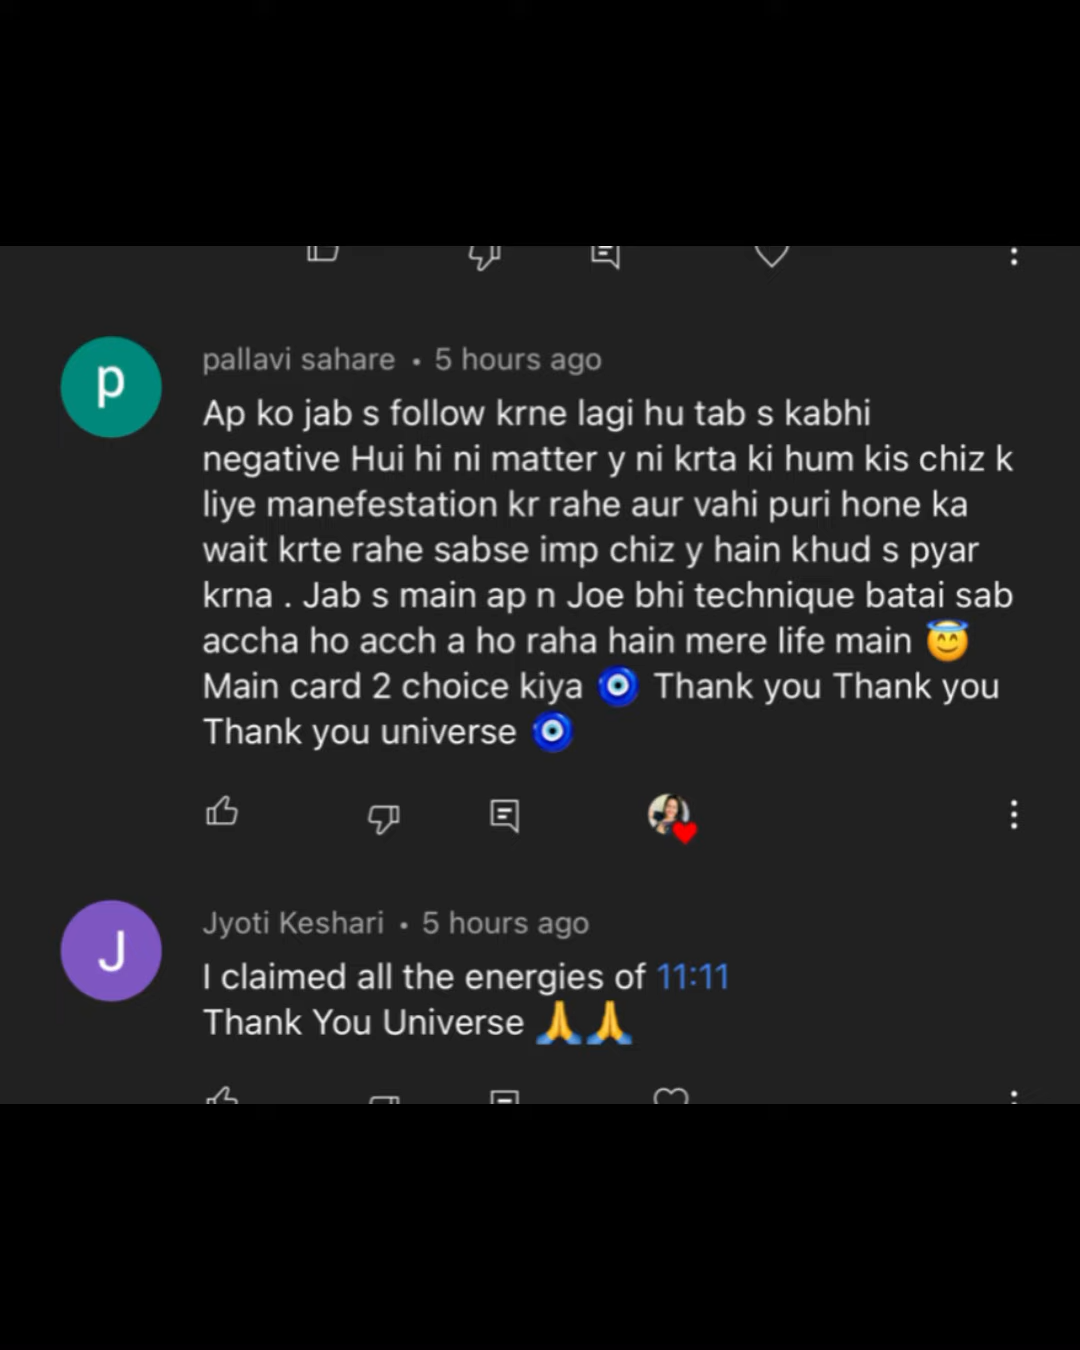 p
pallavi sahare • 5 hours ago
Ap ko jab s follow krne lagi hu tab s kabhi
negative Hui hi ni matter y ni krta ki hum kis chiz k
liye manefestation kr rahe aur vahi puri hone ka
wait krte rahe sabse imp chiz y hain khud s pyar
krna . Jab s main ap n Joe bhi technique batai sab
accha ho acch a ho raha hain mere life main 😇
Main card 2 choice kiya 🧿 Thank you Thank you
Thank you universe 🧿
J
Jyoti Keshari • 5 hours ago
I claimed all the energies of 11:11
Thank You Universe 🙏🙏